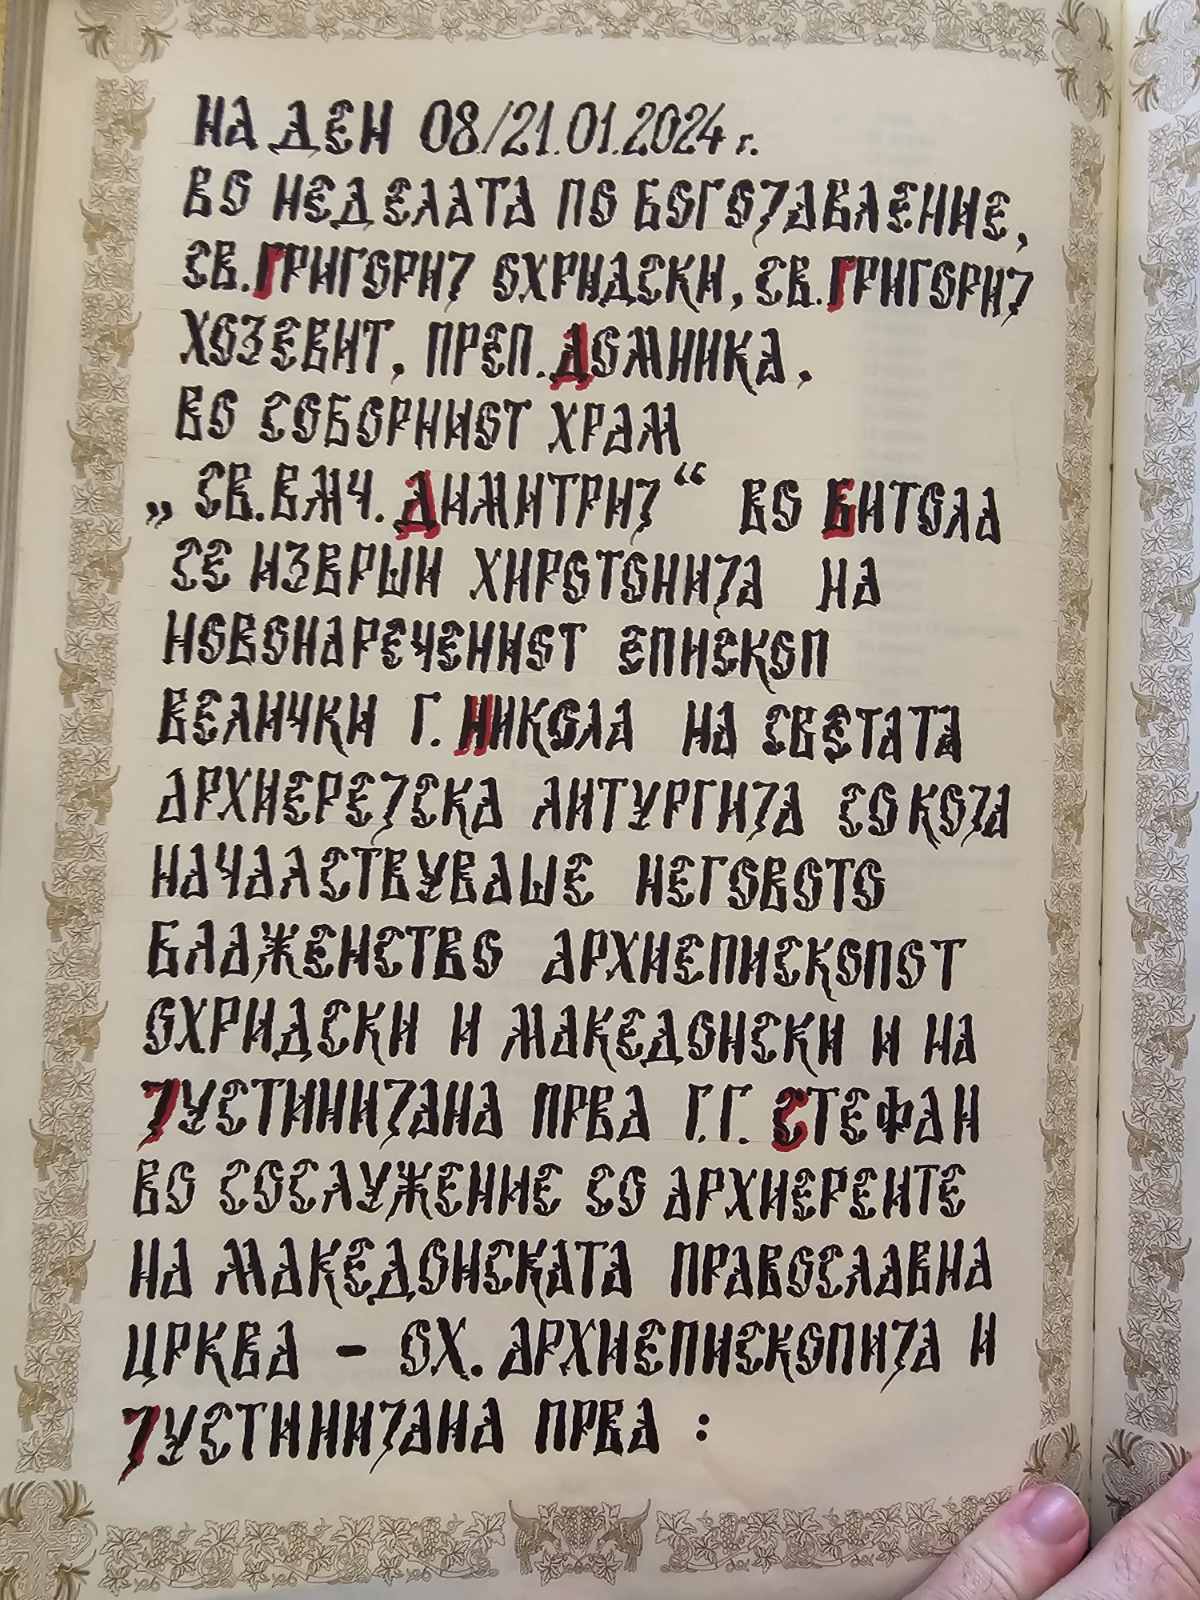 НА ДЕН 08/21.01.2024 г.
ВО НЕДЕЛАТА ПО БОГОЈАВЛЕНИЕ,
СВ. ГРИГОРИЈ ОХРИДСКИ, СВ. ГРИГОРИЈ
ХОЗЕВИТ, ПРЕП. ДОМНИКА,
ВО СОБОРНИОТ ХРАМ
„СВ. ВМЧ. ДИМИТРИЈ“ ВО БИТОЛА
СЕ ИЗВРШИ ХИРОТОНИЈА НА
НОВОНАРЕЧЕНИОТ ЕПИСКОП
ВЕЛИЧКИ Г. НИКОЛА НА СВЕТАТА
АРХИЕРЕЈСКА ЛИТУРГИЈА СО КОЈА
НАЧАЛСТВУВАШЕ НЕГОВОТО
БЛАЖЕНСТВО АРХИЕПИСКОПОТ
ОХРИДСКИ И МАКЕДОНСКИ И НА
ЈУСТИНИЈАНА ПРВА Г.Г. СТЕФАН
ВО СОСЛУЖЕНИЕ СО АРХИЕРЕИТЕ
НА МАКЕДОНСКАТА ПРАВОСЛАВНА
ЦРКВА - ОХ. АРХИЕПИСКОПИЈА И
ЈУСТИНИЈАНА ПРВА :